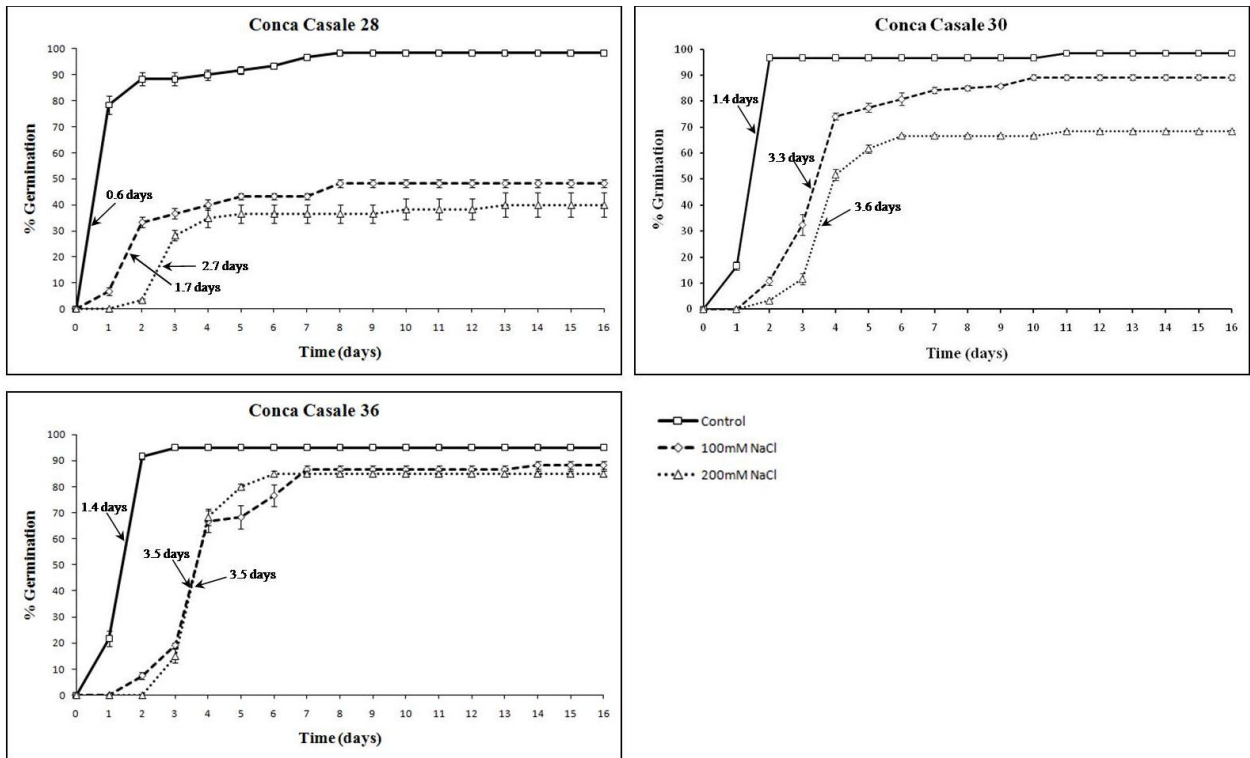 Conca Casale 28
% Germination
100
90
80
70
60
50
40
30
20
10
0
0.6 days
2.7 days
1.7 days
0 1 2 3 4 5 6 7 8 9 10 11 12 13 14 15 16
Time (days)
Conca Casale 30
% Grmination
100
90
80
70
60
50
40
30
20
10
0
1.4 days
3.3 days
3.6 days
0 1 2 3 4 5 6 7 8 9 10 11 12 13 14 15 16
Time (days)
Conca Casale 36
% Germination
100
90
80
70
60
50
40
30
20
10
0
1.4 days
3.5 days
3.5 days
0 1 2 3 4 5 6 7 8 9 10 11 12 13 14 15 16
Time (days)
Control
100mM NaCl
200mM NaCl